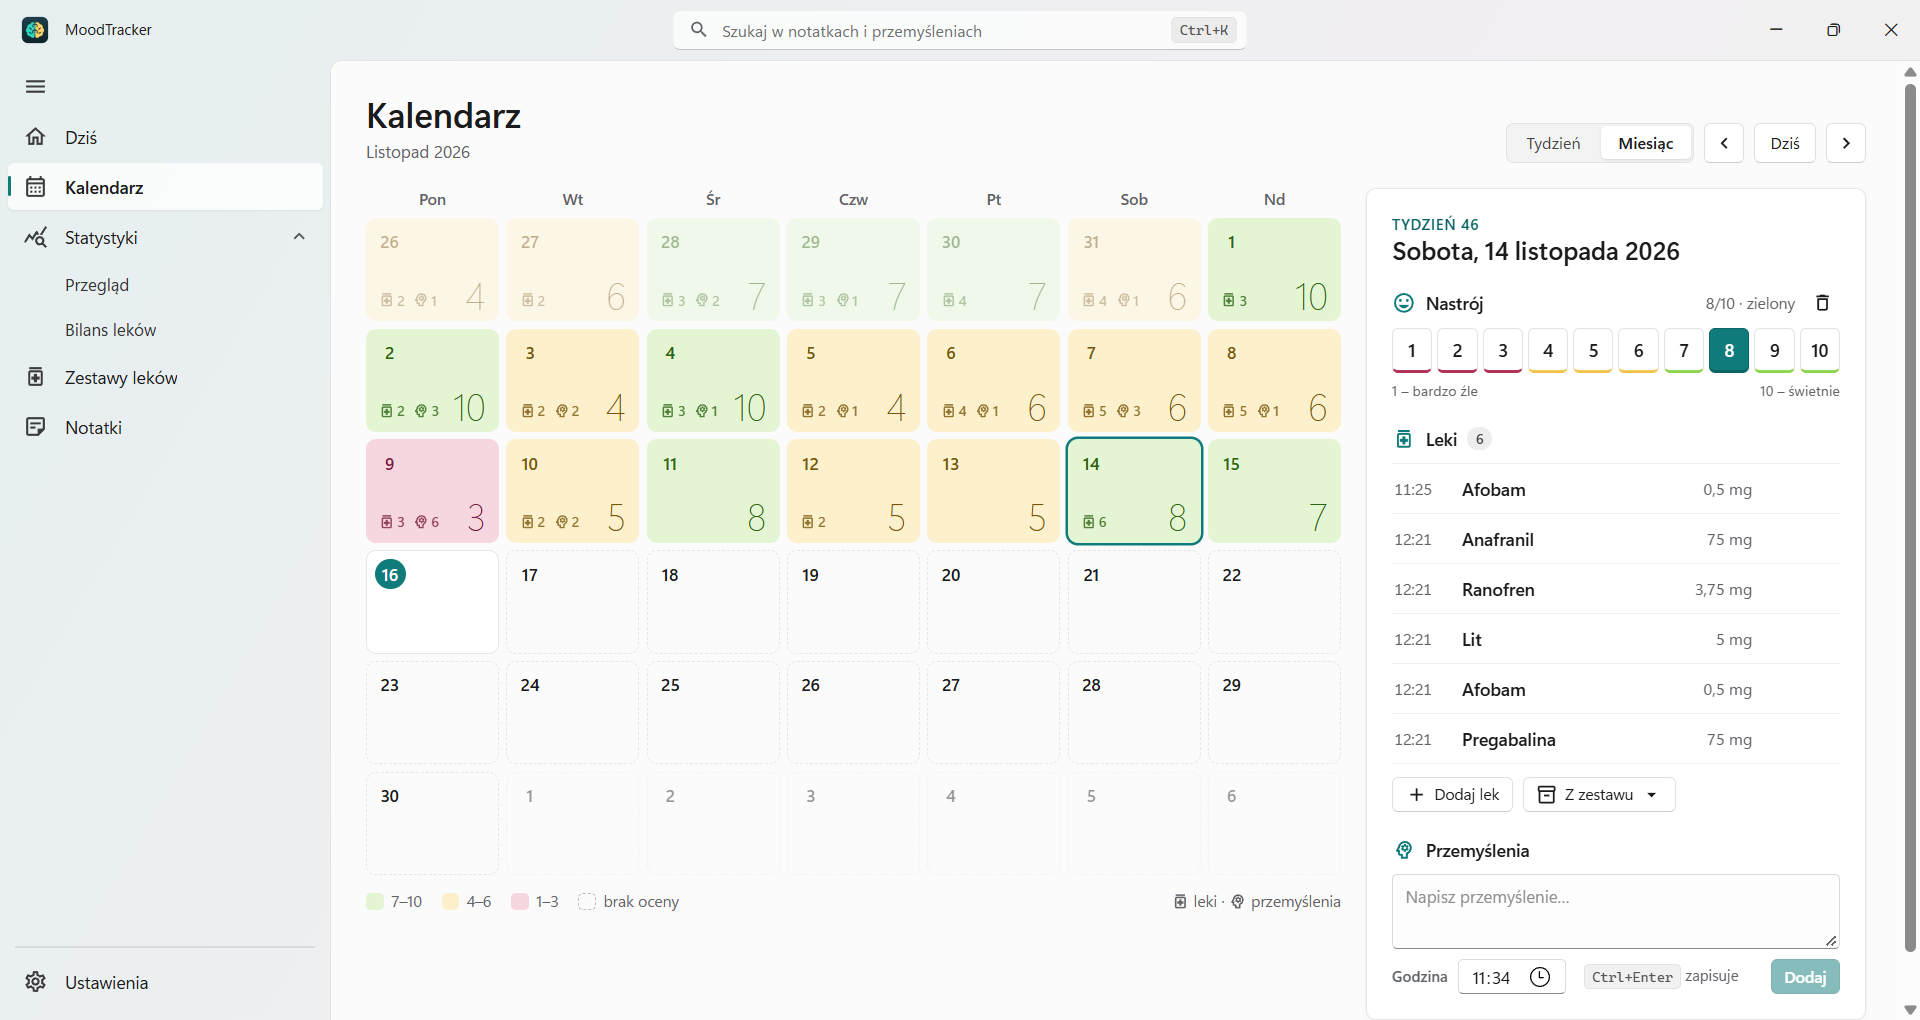 MoodTracker
Szukaj w notatkach i przemyśleniach
Ctrl+K
Dziś
Kalendarz
Statystyki
Przegląd
Bilans leków
Zestawy leków
Notatki
Ustawienia
Kalendarz
Listopad 2026
Tydzień
Miesiąc
Dziś
Pon Wt Śr Czw Pt Sob Nd
26 27 28 29 30 31 1
2 1 4 2 6 3 2 7 3 1 7 4 7 4 1 6 3 10
2 3 4 5 6 7 8
2 3 10 2 2 4 3 1 10 2 1 4 4 1 6 5 3 6 5 1 6
9 10 11 12 13 14 15
3 6 3 2 2 5 8 2 5 5 6 8 7
16 17 18 19 20 21 22
23 24 25 26 27 28 29
30 1 2 3 4 5 6
7–10 4–6 1–3 brak oceny
leki · przemyślenia
TYDZIEŃ 46
Sobota, 14 listopada 2026
Nastrój
8/10 · zielony
1 2 3 4 5 6 7 8 9 10
1 – bardzo źle
10 – świetnie
Leki 6
11:25 Afobam 0,5 mg
12:21 Anafranil 75 mg
12:21 Ranofren 3,75 mg
12:21 Lit 5 mg
12:21 Afobam 0,5 mg
12:21 Pregabalina 75 mg
Dodaj lek
Z zestawu
Przemyślenia
Napisz przemyślenie...
Godzina 11:34 Ctrl+Enter zapisuje Dodaj